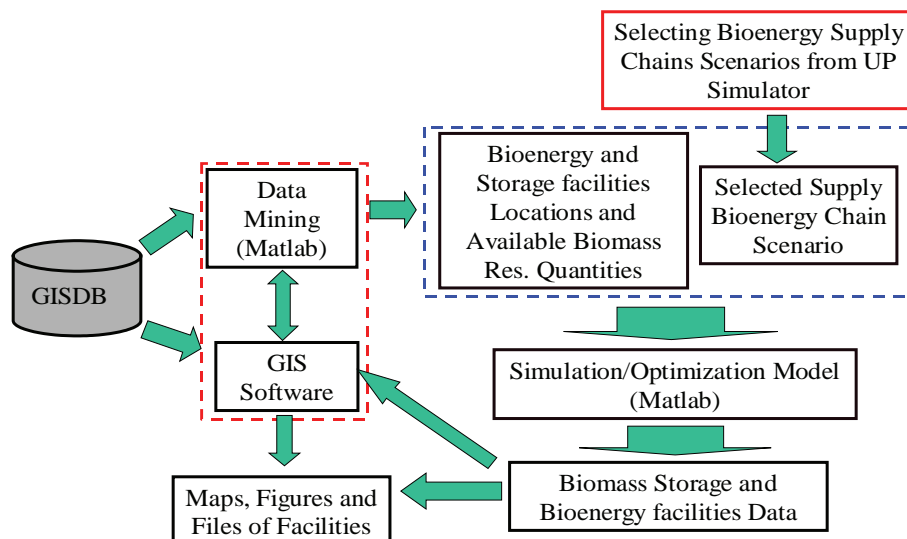 Selecting Bioenergy Supply
Chains Scenarios from UP
Simulator
Bioenergy and
Storage facilities
Locations and
Available Biomass
Res. Quantities
Selected Supply
Bioenergy Chain
Scenario
Data
Mining
(Matlab)
GISDB
GIS
Software
Simulation/Optimization Model
(Matlab)
Maps, Figures and
Files of Facilities
Biomass Storage and
Bioenergy facilities Data